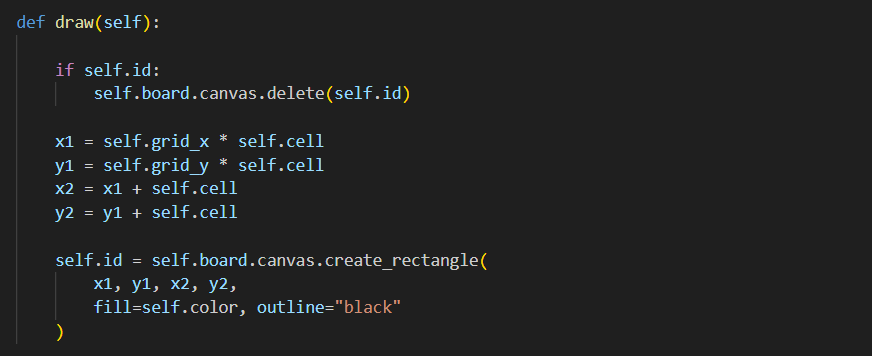 def draw(self):
if self.id:
self.board.canvas.delete(self.id)
x1 = self.grid_x * self.cell
y1 = self.grid_y * self.cell
x2 = x1 + self.cell
y2 = y1 + self.cell
self.id = self.board.canvas.create_rectangle(
x1, y1, x2, y2,
fill=self.color, outline="black"
)